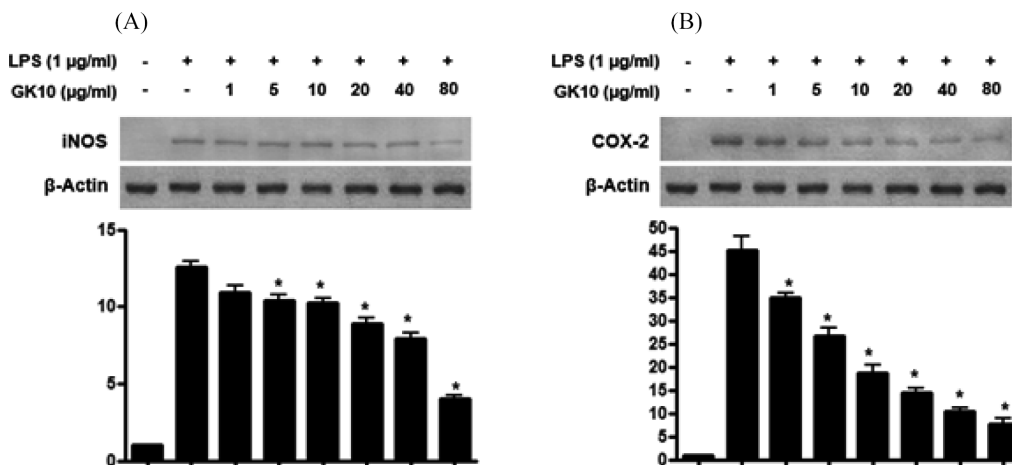 (A)
LPS (1 µg/ml) - + + + + + + +
GK10 (µg/ml) - - 1 5 10 20 40 80
iNOS
β-Actin
15
10
5
0
* * * * *
(B)
LPS (1 µg/ml) - + + + + + + +
GK10 (µg/ml) - - 1 5 10 20 40 80
COX-2
β-Actin
50
45
40
35
30
25
20
15
10
5
0
* * * * * *